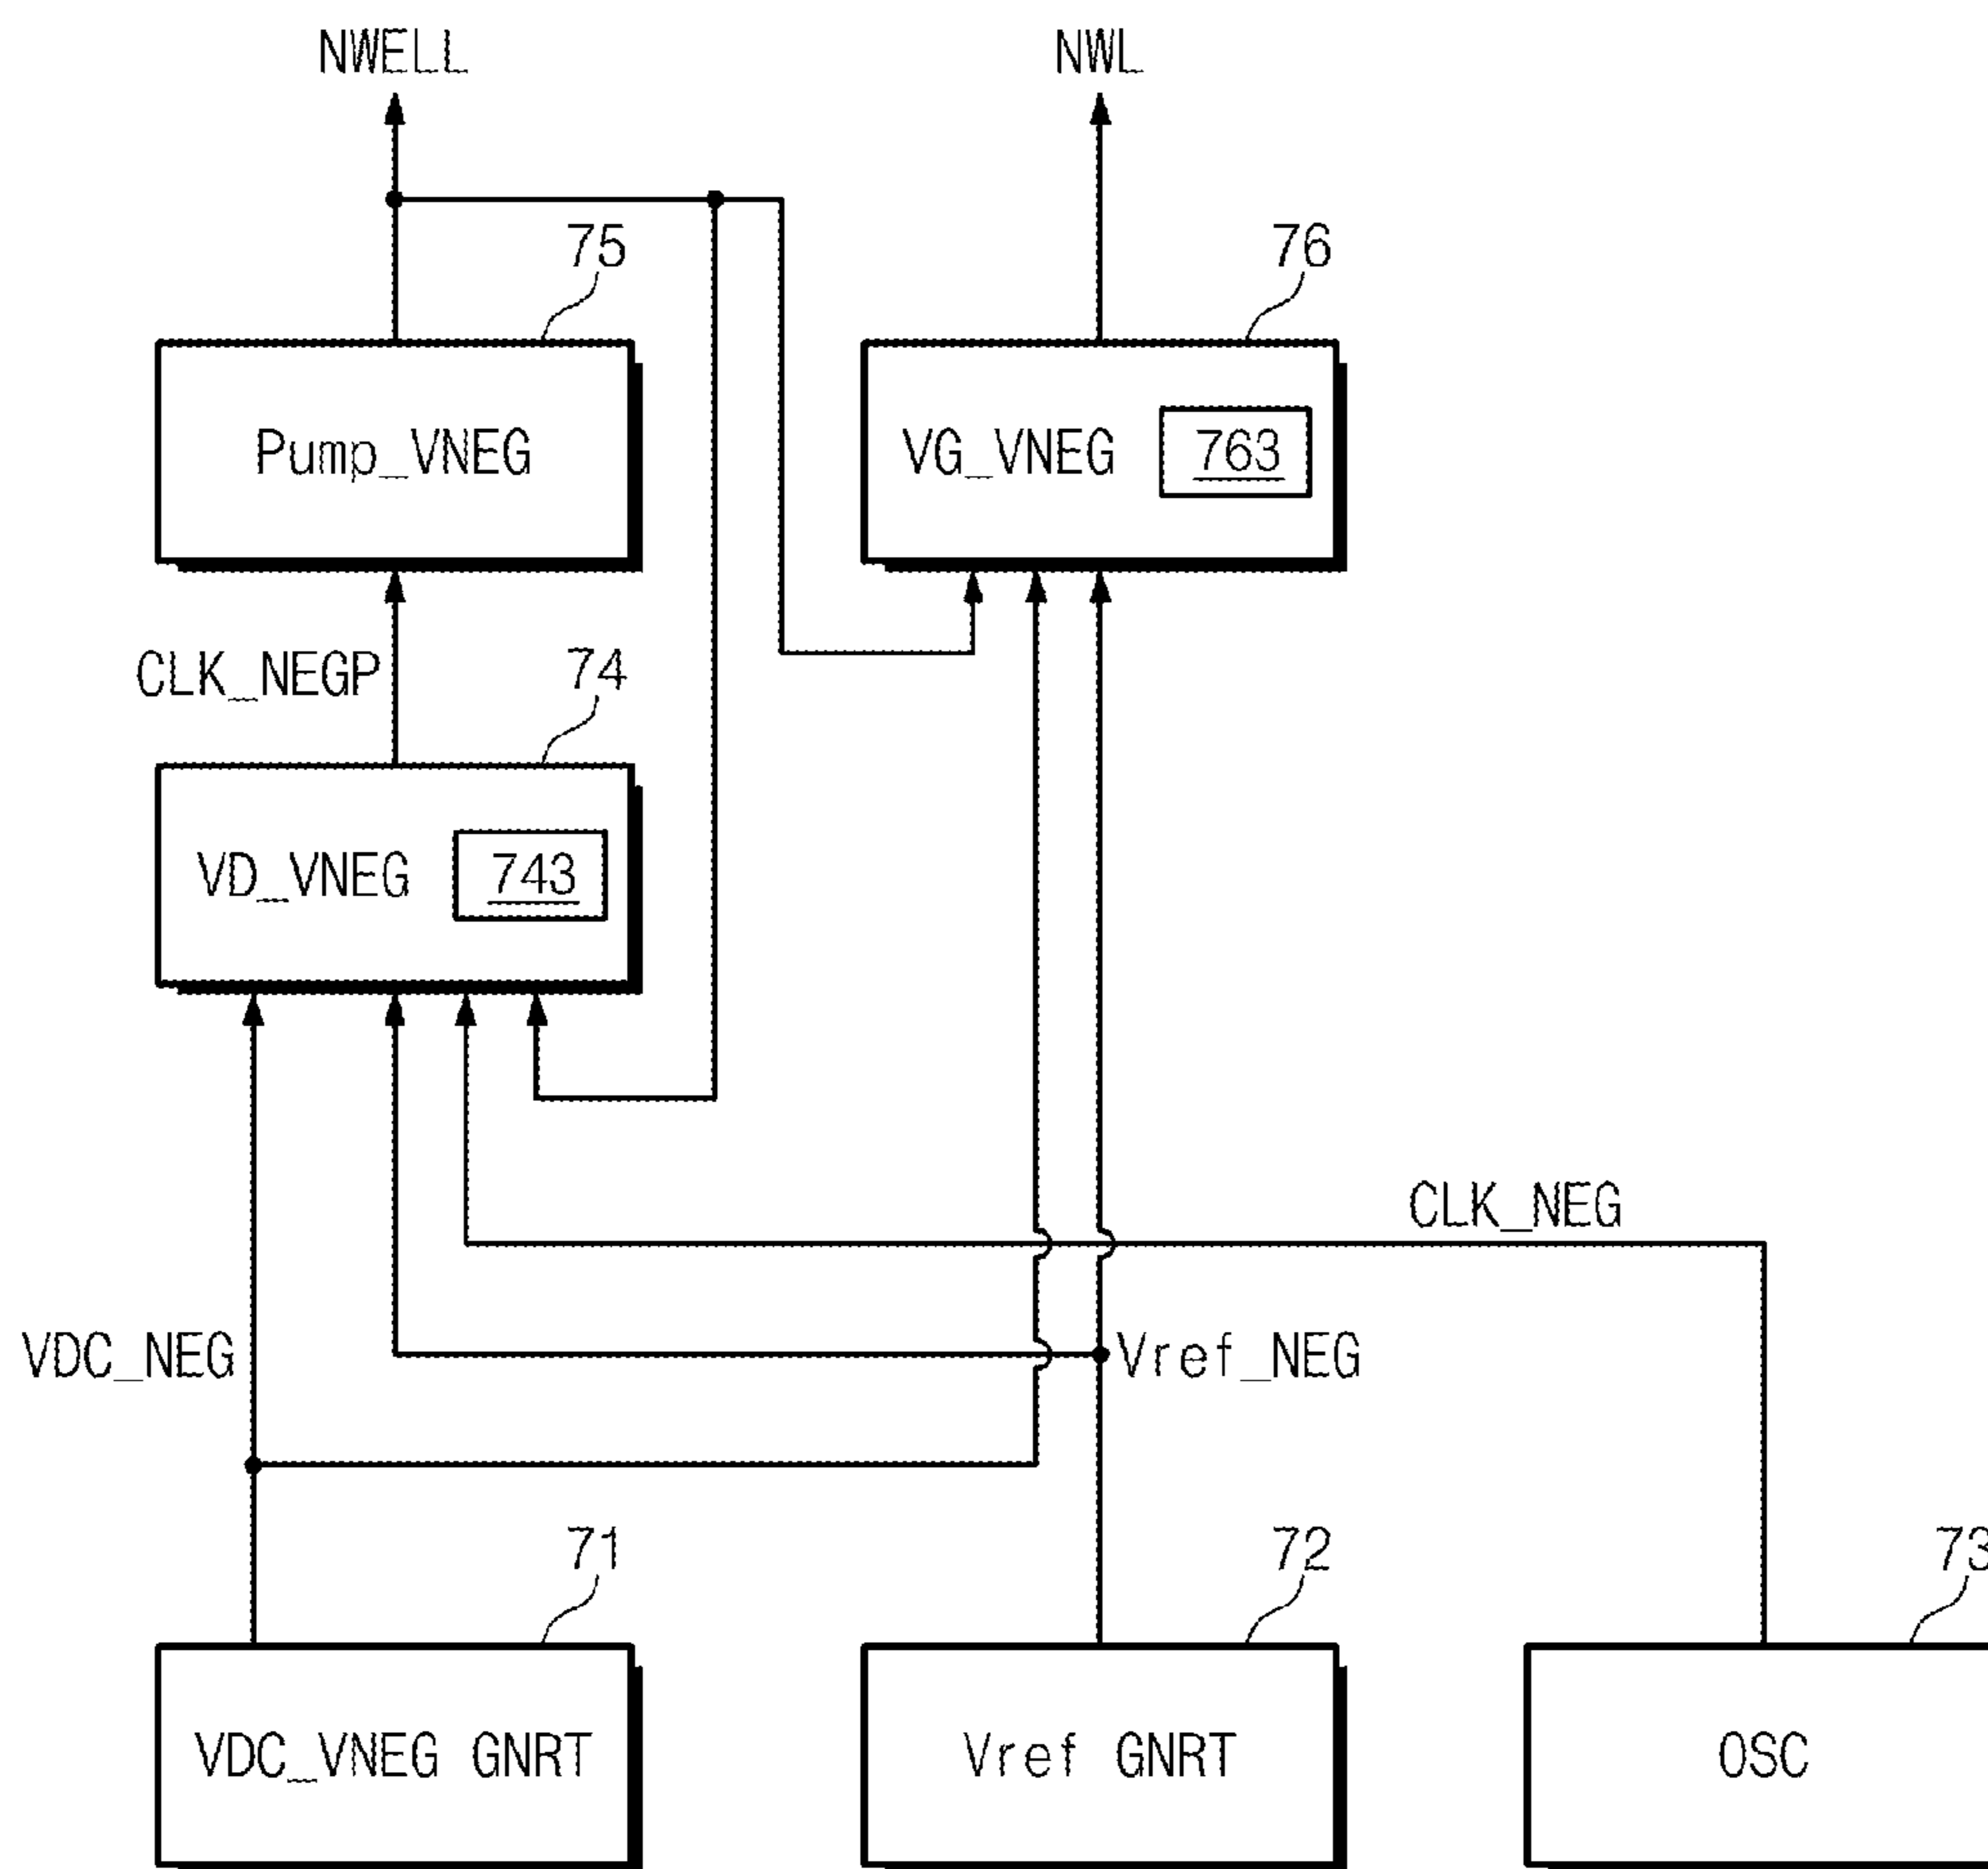 NWELL
NWL
75
76
Pump_VNEG
VG_VNEG
763
CLK_NEGP
74
VD_VNEG
743
CLK_NEG
VDC_NEG
Vref_NEG
71
72
73
VDC_VNEG GNRT
Vref GNRT
OSC